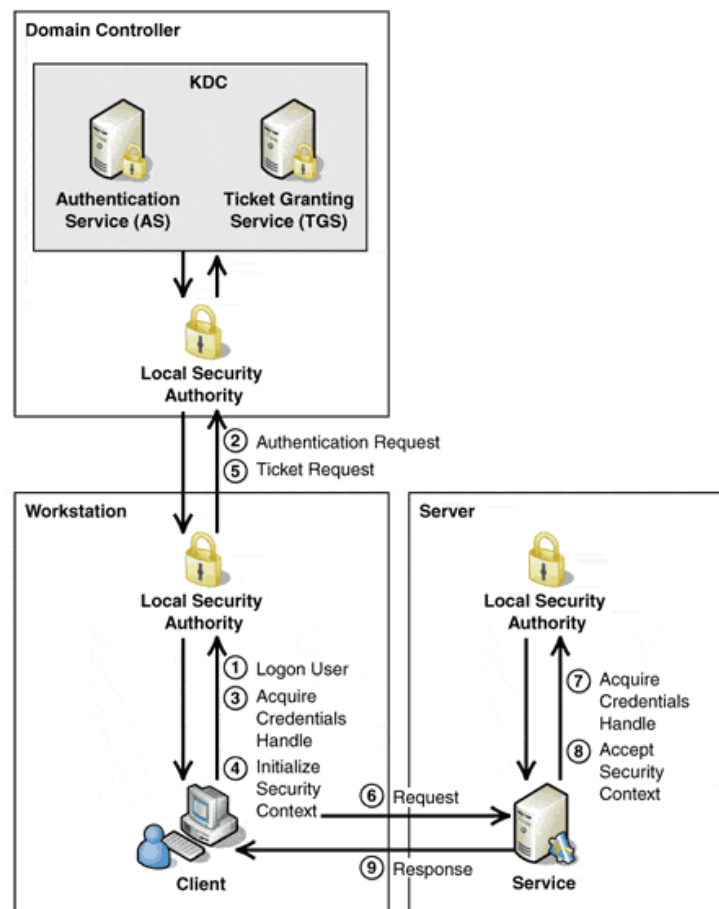 Domain Controller
KDC
Authentication
Service (AS)
Ticket Granting
Service (TGS)
Local Security
Authority
2 Authentication Request
5 Ticket Request
Workstation
Local Security
Authority
1 Logon User
3 Acquire
Credentials
Handle
4 Initialize
Security
Context
Client
6 Request
9 Response
Server
Local Security
Authority
7 Acquire
Credentials
Handle
8 Accept
Security
Context
Service